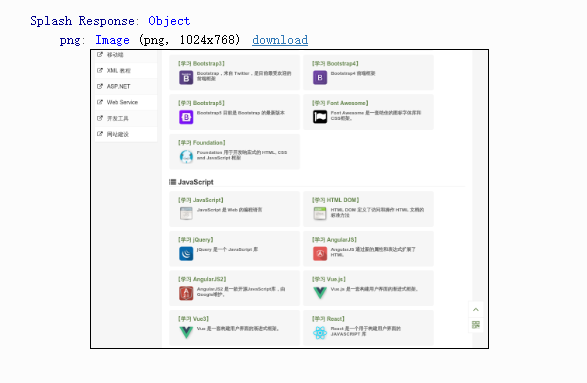 Splash Response: Object
png: Image (png, 1024x768) download
移动端
XML 教程
ASP.NET
Web Service
开发工具
网站建设
【学习 Bootstrap3】
Bootstrap，来自 Twitter，是目前最受欢迎的
前端框架
【学习 Bootstrap4】
Bootstrap4 前端框架
【学习 Bootstrap5】
Bootstrap5 目前是 Bootstrap 的最新版本
【学习 Font Awesome】
Font Awesome 是一套绝佳的图标字体库和
CSS框架。
【学习 Foundation】
Foundation 用于开发响应式的 HTML, CSS
and JavaScript 框架
JavaScript
【学习 JavaScript】
JavaScript 是 Web 的编程语言
【学习 HTML DOM】
HTML DOM 定义了访问和操作 HTML 文档的
标准方法
【学习 jQuery】
jQuery 是一个 JavaScript 库
【学习 AngularJS】
AngularJS 通过新的属性和表达式扩展了
HTML
【学习 AngularJS2】
AngularJS2 是一款开源JavaScript库，由
Google维护。
【学习 Vue.js】
Vue.js 是一套构建用户界面的渐进式框架。
【学习 Vue3】
Vue 是一套构建用户界面的渐进式框架。
【学习 React】
React 是一个用于构建用户界面的
JAVASCRIPT 库